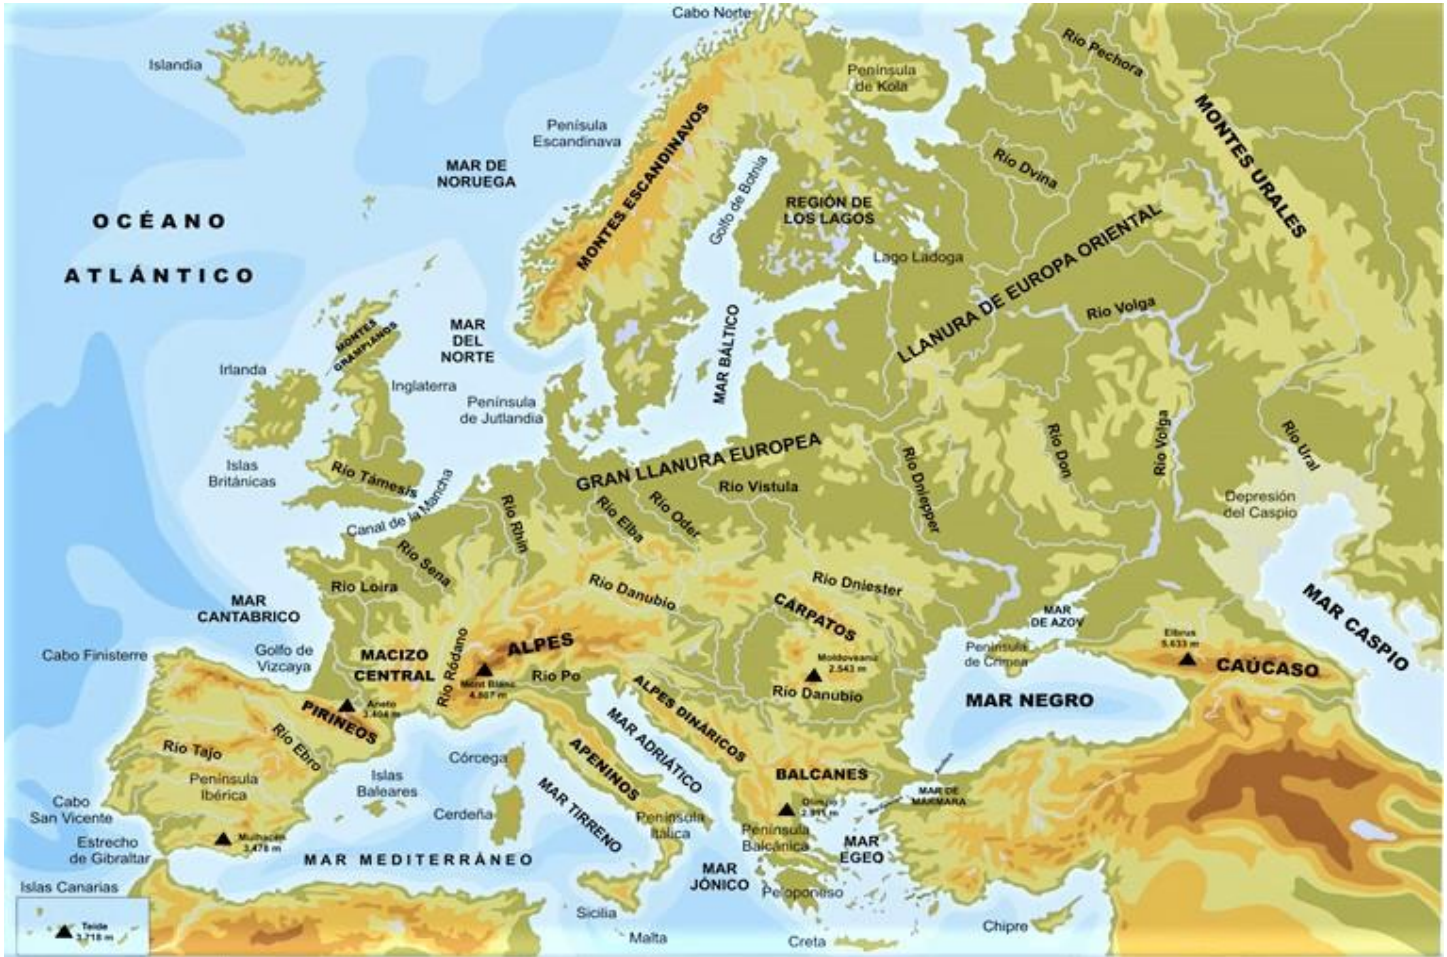 Cabo Norte
Islandia
Río Pechora
Península
de Kola
MONTES URALES
Penísula
Escandinava
MONTES ESCANDINAVOS
MAR DE
NORUEGA
Río Dvina
Golfo de Botnia
REGIÓN DE
LOS LAGOS
OCÉANO
ATLÁNTICO
Lago Ladoga
LLANURA DE EUROPA ORIENTAL
Río Volga
MONTES
GRAMPIANOS
MAR
DEL
NORTE
MAR BÁLTICO
Irlanda
Inglaterra
Península
de Jutlandia
Islas
Británicas
Río Támesis
Canal de la Mancha
GRAN LLANURA EUROPEA
Río Vistula
Río Dniepper
Río Don
Río Volga
Río Ural
Depresión
del Caspio
Río Rhin
Río Elba
Río Oder
Río Sena
Río Loira
Río Danubio
Río Dniester
MAR
CANTABRICO
MAR
DE AZOV
MAR CASPIO
CÁRPATOS
Golfo de
Vizcaya
Cabo Finisterre
MACIZO
CENTRAL
Río Ródano
ALPES
Mont Blanc
4.807 m
Río Po
Moldoveanu
2.543 m
Río Danubio
Península
de Crimea
Elbrus
5.633 m
CAÚCASO
MAR NEGRO
Aneto
3.404 m
PIRINEOS
ALPES DINÁRICOS
MAR ADRIÁTICO
APENINOS
Río Ebro
Río Tajo
Península
Ibérica
Islas
Baleares
Córcega
Cerdeña
MAR TIRRENO
Península
Itálica
BALCANES
Olimpo
2.911 m
Península
Balcánica
MAR DE
MÁRMARA
MAR
EGEO
Cabo
San Vicente
Estrecho
de Gibraltar
Mulhacén
3.478 m
MAR MEDITERRÁNEO
MAR
JÓNICO
Peloponeso
Islas Canarias
Teide
3.718 m
Sicilia
Malta
Creta
Chipre